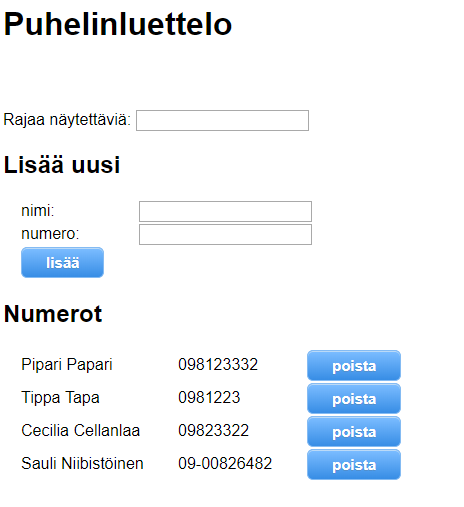 Puhelinluettelo
Rajaa näytettäviä:
Lisää uusi
nimi:
numero:
lisää
Numerot
Pipari Papari 098123332 poista
Tippa Tapa 0981223 poista
Cecilia Cellanlaa 09823322 poista
Sauli Niibistöinen 09-00826482 poista